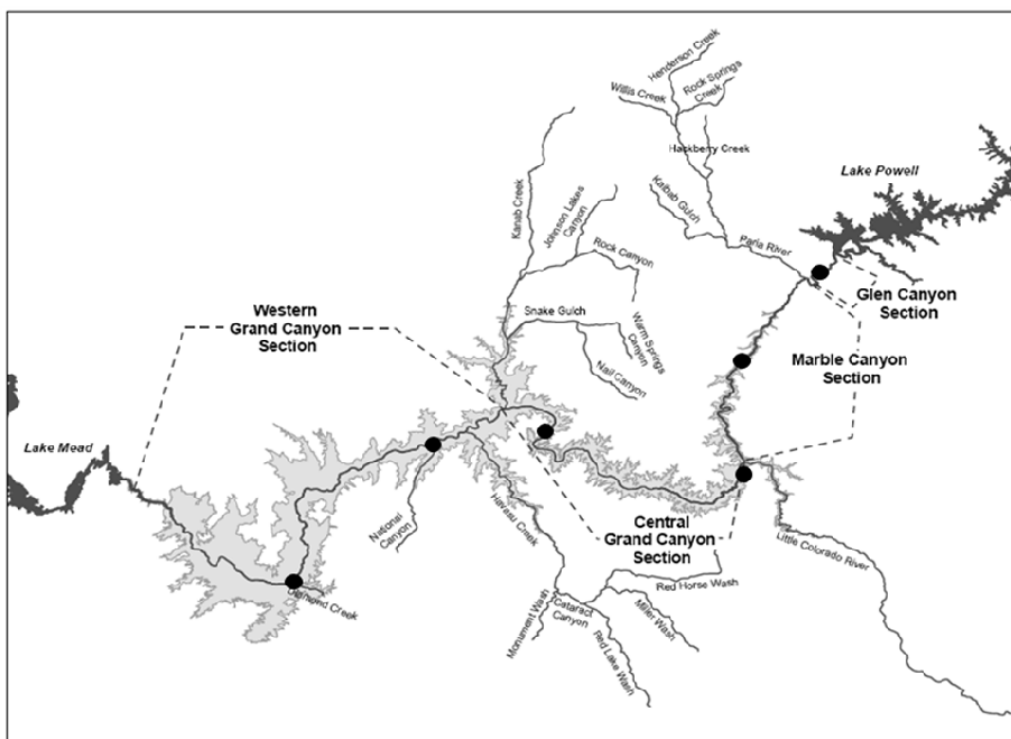 Henderson Creek
Rock Springs
Creek
Willis Creek
Hackberry Creek
Lake Powell
Kaibab Gulch
Paria River
Kanab Creek
Johnson Lakes
Canyon
Rock Canyon
Glen Canyon
Section
Western
Grand Canyon
Section
Snake Gulch
Warm Springs
Canyon
Nail Canyon
Marble Canyon
Section
Lake Mead
National
Canyon
Havasu Creek
Central
Grand Canyon
Section
Little Colorado River
Diamond Creek
Red Horse Wash
Monument Wash
Cataract
Canyon
Miller Wash
Red Lake Wash